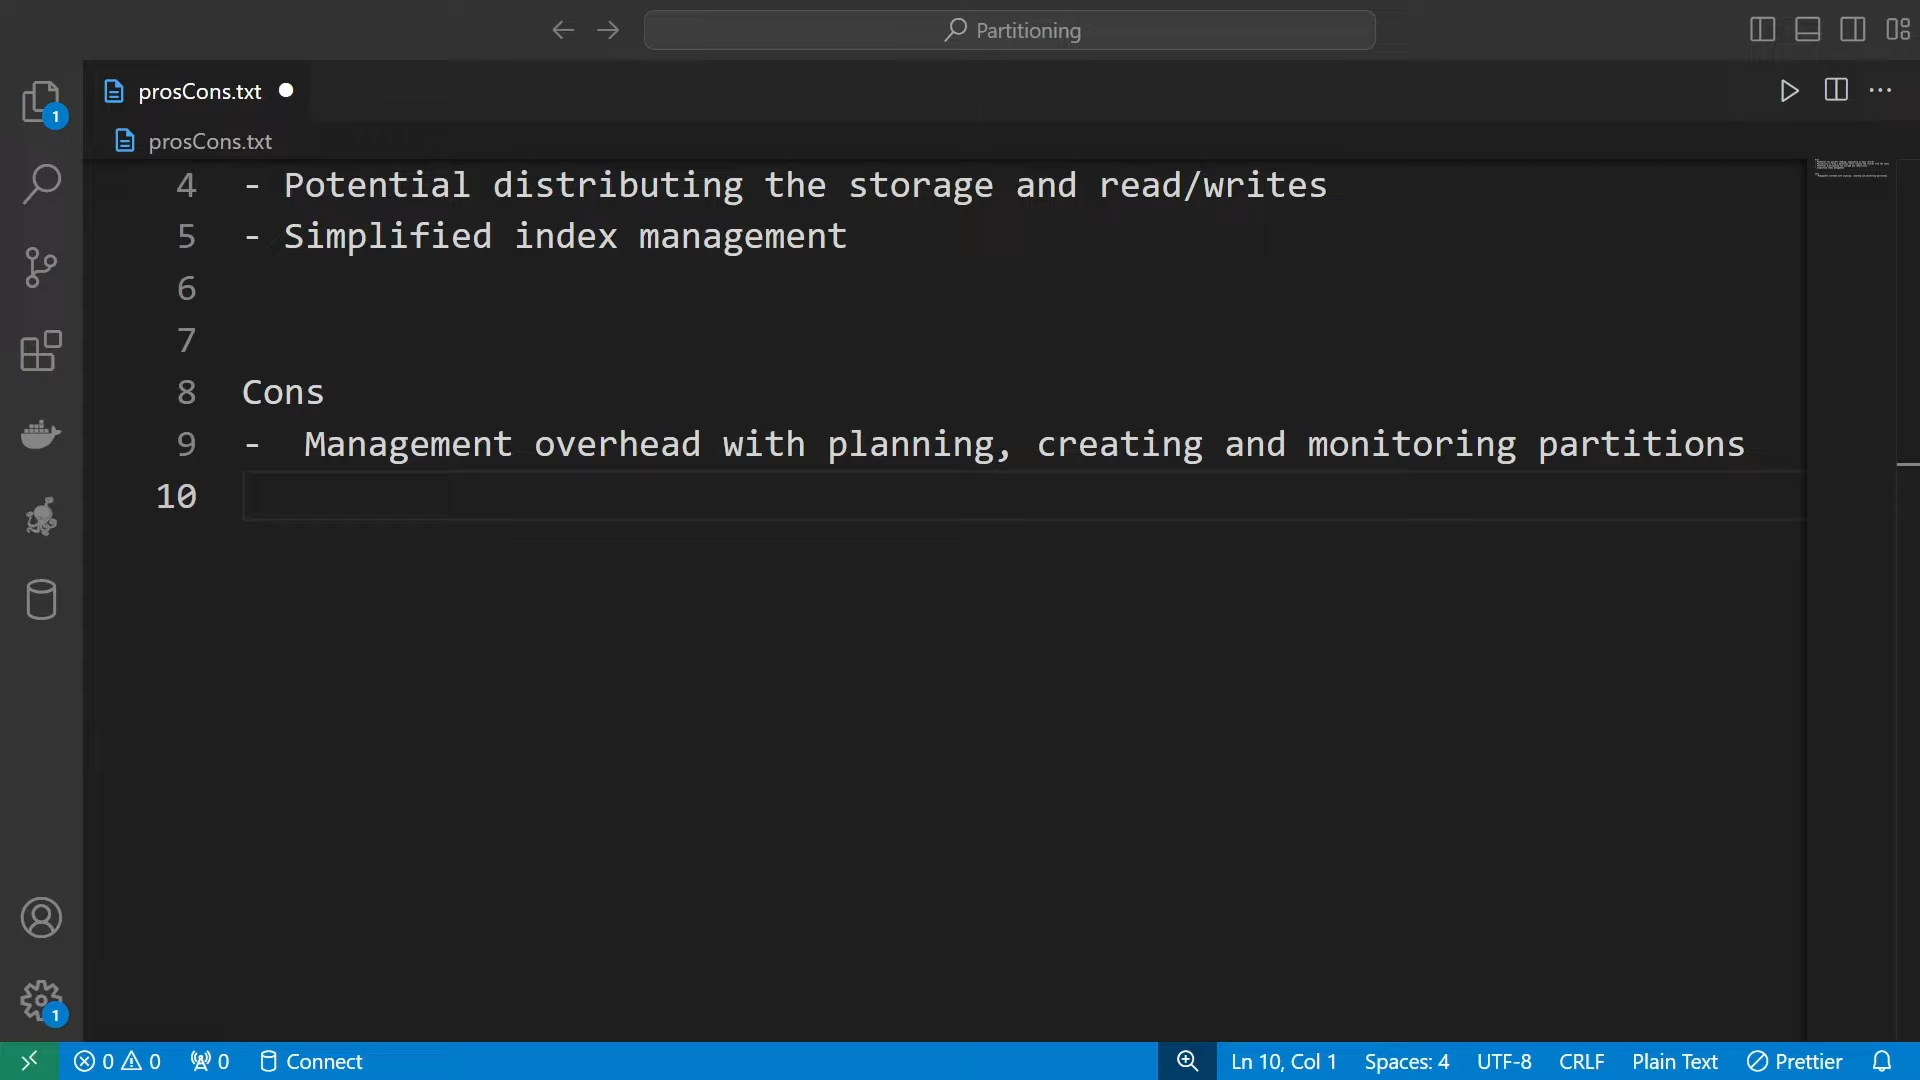 Partitioning
prosCons.txt
prosCons.txt
4 - Potential distributing the storage and read/writes
5 - Simplified index management
6
7
8 Cons
9 -  Management overhead with planning, creating and monitoring partitions
10
1
1
0 0 0 Connect Ln 10, Col 1 Spaces: 4 UTF-8 CRLF Plain Text Prettier